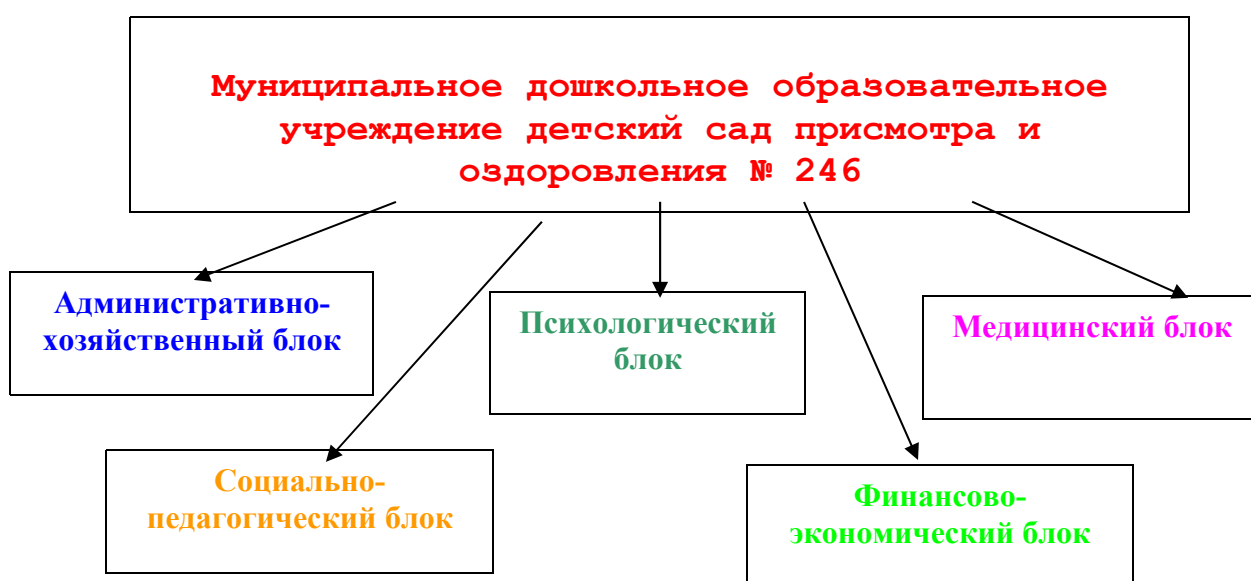 Муниципальное дошкольное образовательное
учреждение детский сад присмотра и
оздоровления № 246
Административно-
хозяйственный блок
Психологический
блок
Медицинский блок
Социально-
педагогический блок
Финансово-
экономический блок